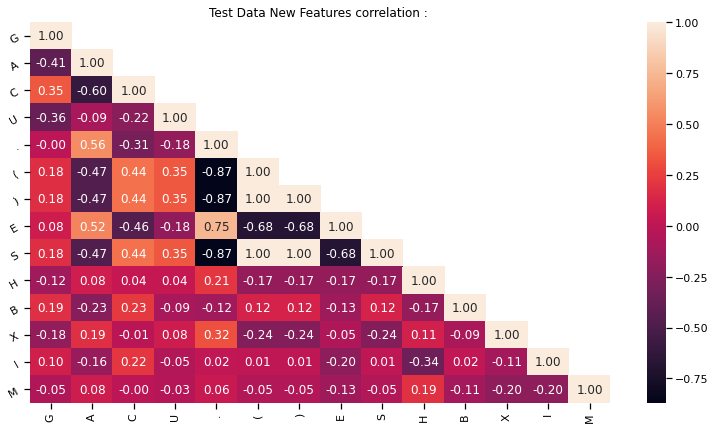 Test Data New Features correlation :
G 1.00
A -0.41 1.00
C 0.35 -0.60 1.00
U -0.36 -0.09 -0.22 1.00
. -0.00 0.56 -0.31 -0.18 1.00
( 0.18 -0.47 0.44 0.35 -0.87 1.00
) 0.18 -0.47 0.44 0.35 -0.87 1.00 1.00
E 0.08 0.52 -0.46 -0.18 0.75 -0.68 -0.68 1.00
S 0.18 -0.47 0.44 0.35 -0.87 1.00 1.00 -0.68 1.00
H -0.12 0.08 0.04 0.04 0.21 -0.17 -0.17 -0.17 -0.17 1.00
B 0.19 -0.23 0.23 -0.09 -0.12 0.12 0.12 -0.13 0.12 -0.17 1.00
X -0.18 0.19 -0.01 0.08 0.32 -0.24 -0.24 -0.05 -0.24 0.11 -0.09 1.00
I 0.10 -0.16 0.22 -0.05 0.02 0.01 0.01 -0.20 0.01 -0.34 0.02 -0.11 1.00
M -0.05 0.08 -0.00 -0.03 0.06 -0.05 -0.05 -0.13 -0.05 0.19 -0.11 -0.20 -0.20 1.00
G A C U . ( ) E S H B X I M
1.00
0.75
0.50
0.25
0.00
−0.25
−0.50
−0.75